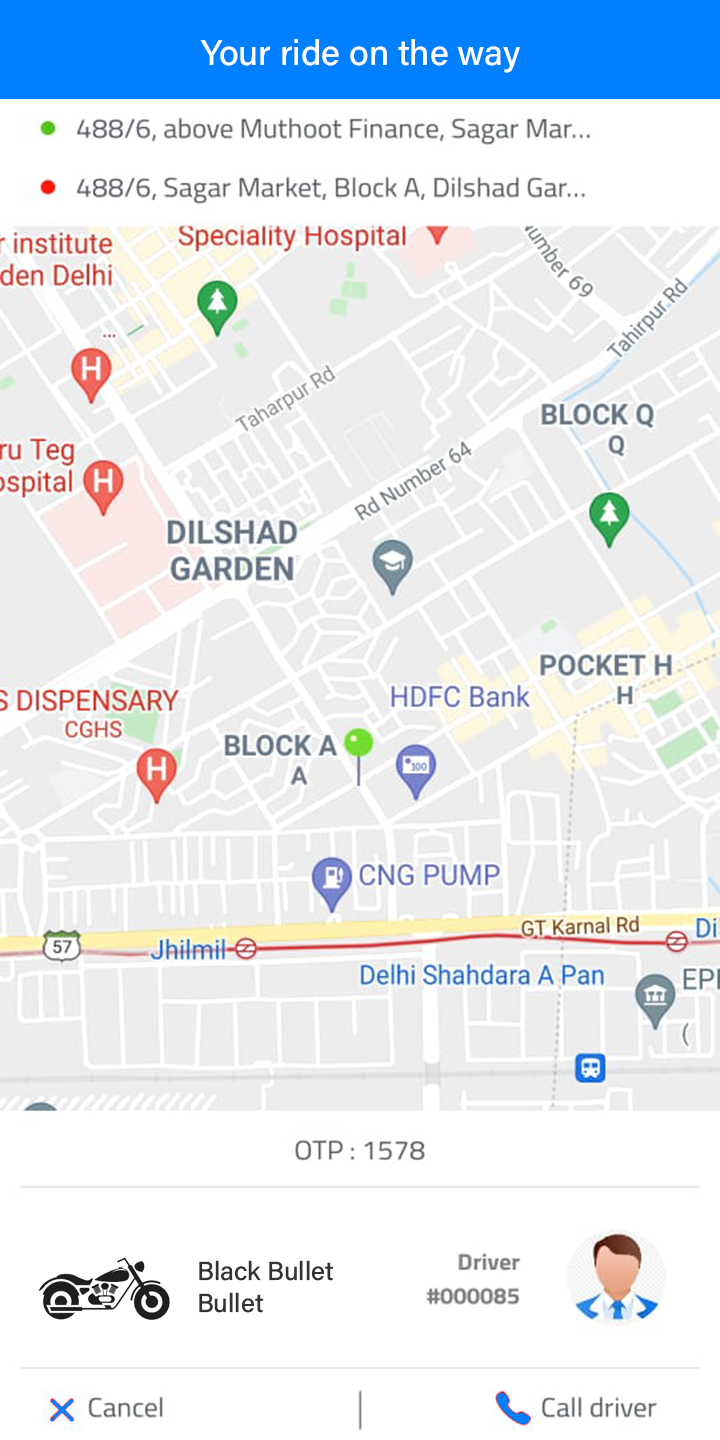 Your ride on the way
488/6, above Muthoot Finance, Sagar Mar...
488/6, Sagar Market, Block A, Dilshad Gar...
r institute
den Delhi
Speciality Hospital
umber 69
Tahirpur Rd
...
H
Taharpur Rd
BLOCK Q
Q
ru Teg
ospital
H
Rd Number 64
DILSHAD
GARDEN
POCKET H
H
S DISPENSARY
CGHS
HDFC Bank
BLOCK A
A
H
100
CNG PUMP
57
Jhilmil
GT Karnal Rd
Di
Delhi Shahdara A Pan
EPI
(
OTP : 1578
Black Bullet
Bullet
Driver
#000085
Cancel
Call driver